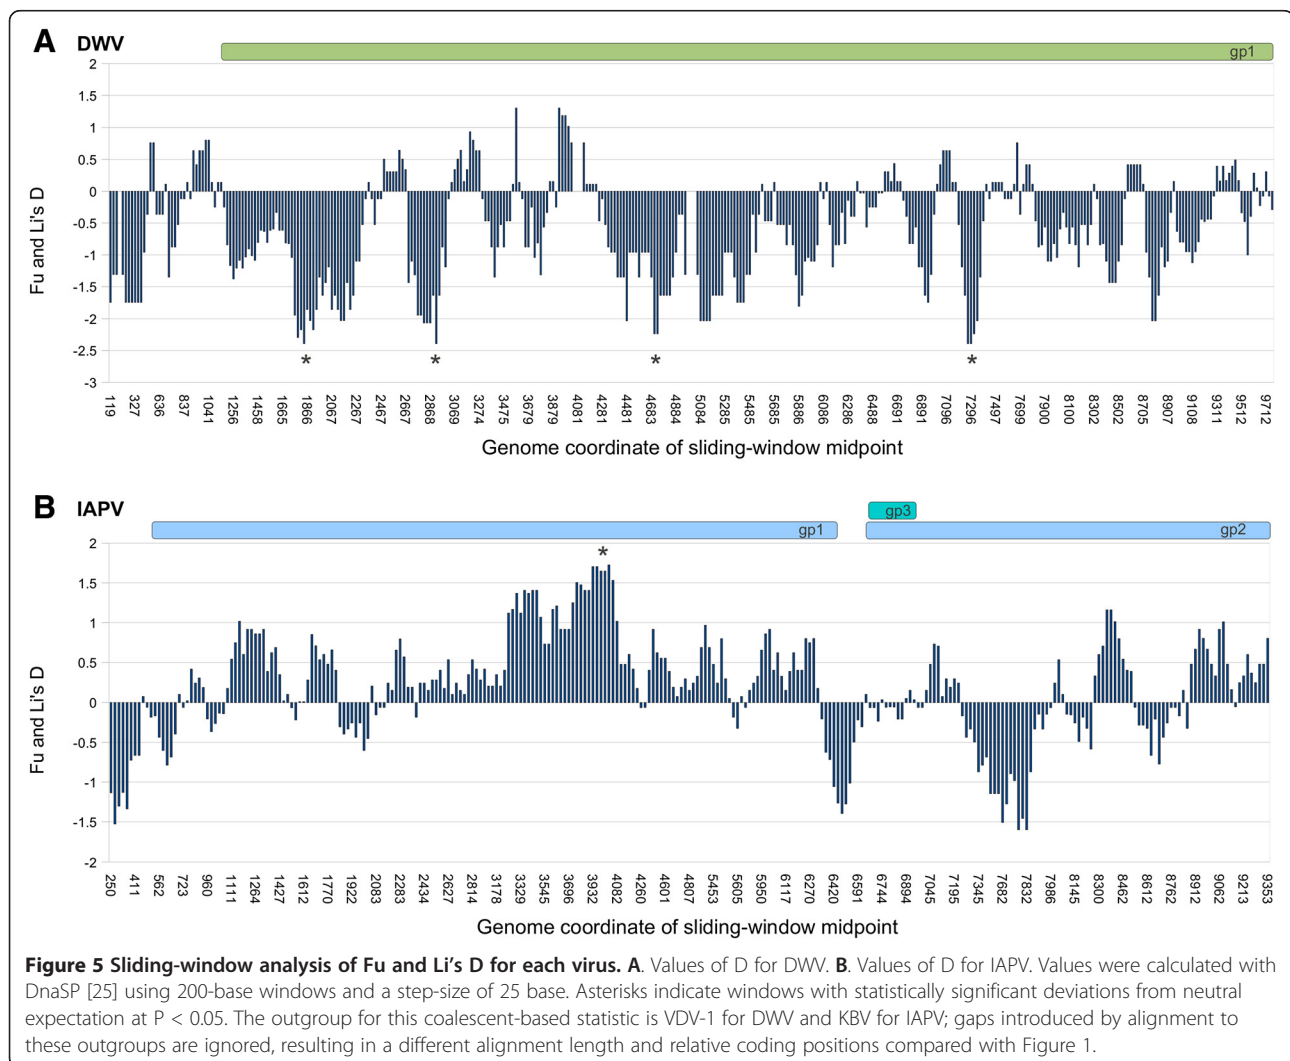 A DWV
gp1
2
1.5
1
0.5
0
-0.5
-1
-1.5
-2
-2.5
-3
Fu and Li's D
* * * *
119 327 636 837 1041 1256 1458 1665 1866 2067 2267 2467 2667 2868 3069 3274 3475 3679 3879 4081 4281 4481 4683 4884 5084 5284 5485 5685 5886 6086 6286 6488 6691 6891 7096 7296 7497 7699 7900 8100 8302 8502 8705 8907 9108 9311 9512 9712
Genome coordinate of sliding-window midpoint
B IAPV
gp3
gp1 gp2
2
1.5
1
0.5
0
-0.5
-1
-1.5
-2
Fu and Li's D
*
250 411 562 723 960 1111 1264 1427 1612 1770 1922 2083 2283 2434 2627 2814 3178 3329 3545 3696 3932 4082 4260 4601 4807 5453 5605 5950 6117 6270 6420 6591 6744 6894 7045 7195 7345 7682 7832 7986 8145 8300 8462 8612 8762 8912 9062 9213 9353
Genome coordinate of sliding-window midpoint
Figure 5 Sliding-window analysis of Fu and Li's D for each virus. A. Values of D for DWV. B. Values of D for IAPV. Values were calculated with
DnaSP [25] using 200-base windows and a step-size of 25 base. Asterisks indicate windows with statistically significant deviations from neutral
expectation at P < 0.05. The outgroup for this coalescent-based statistic is VDV-1 for DWV and KBV for IAPV; gaps introduced by alignment to
these outgroups are ignored, resulting in a different alignment length and relative coding positions compared with Figure 1.